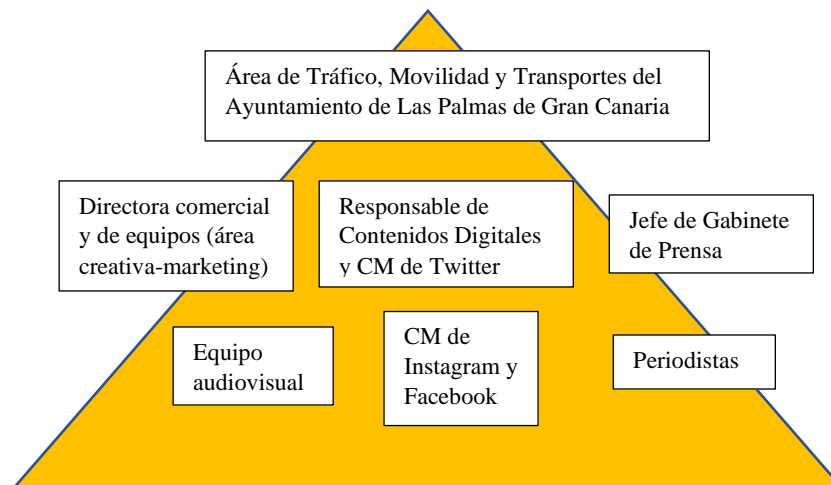 Área de Tráfico, Movilidad y Transportes del
Ayuntamiento de Las Palmas de Gran Canaria
Directora comercial
y de equipos (área
creativa-marketing)
Responsable de
Contenidos Digitales
y CM de Twitter
Jefe de Gabinete
de Prensa
Equipo
audiovisual
CM de
Instagram y
Facebook
Periodistas